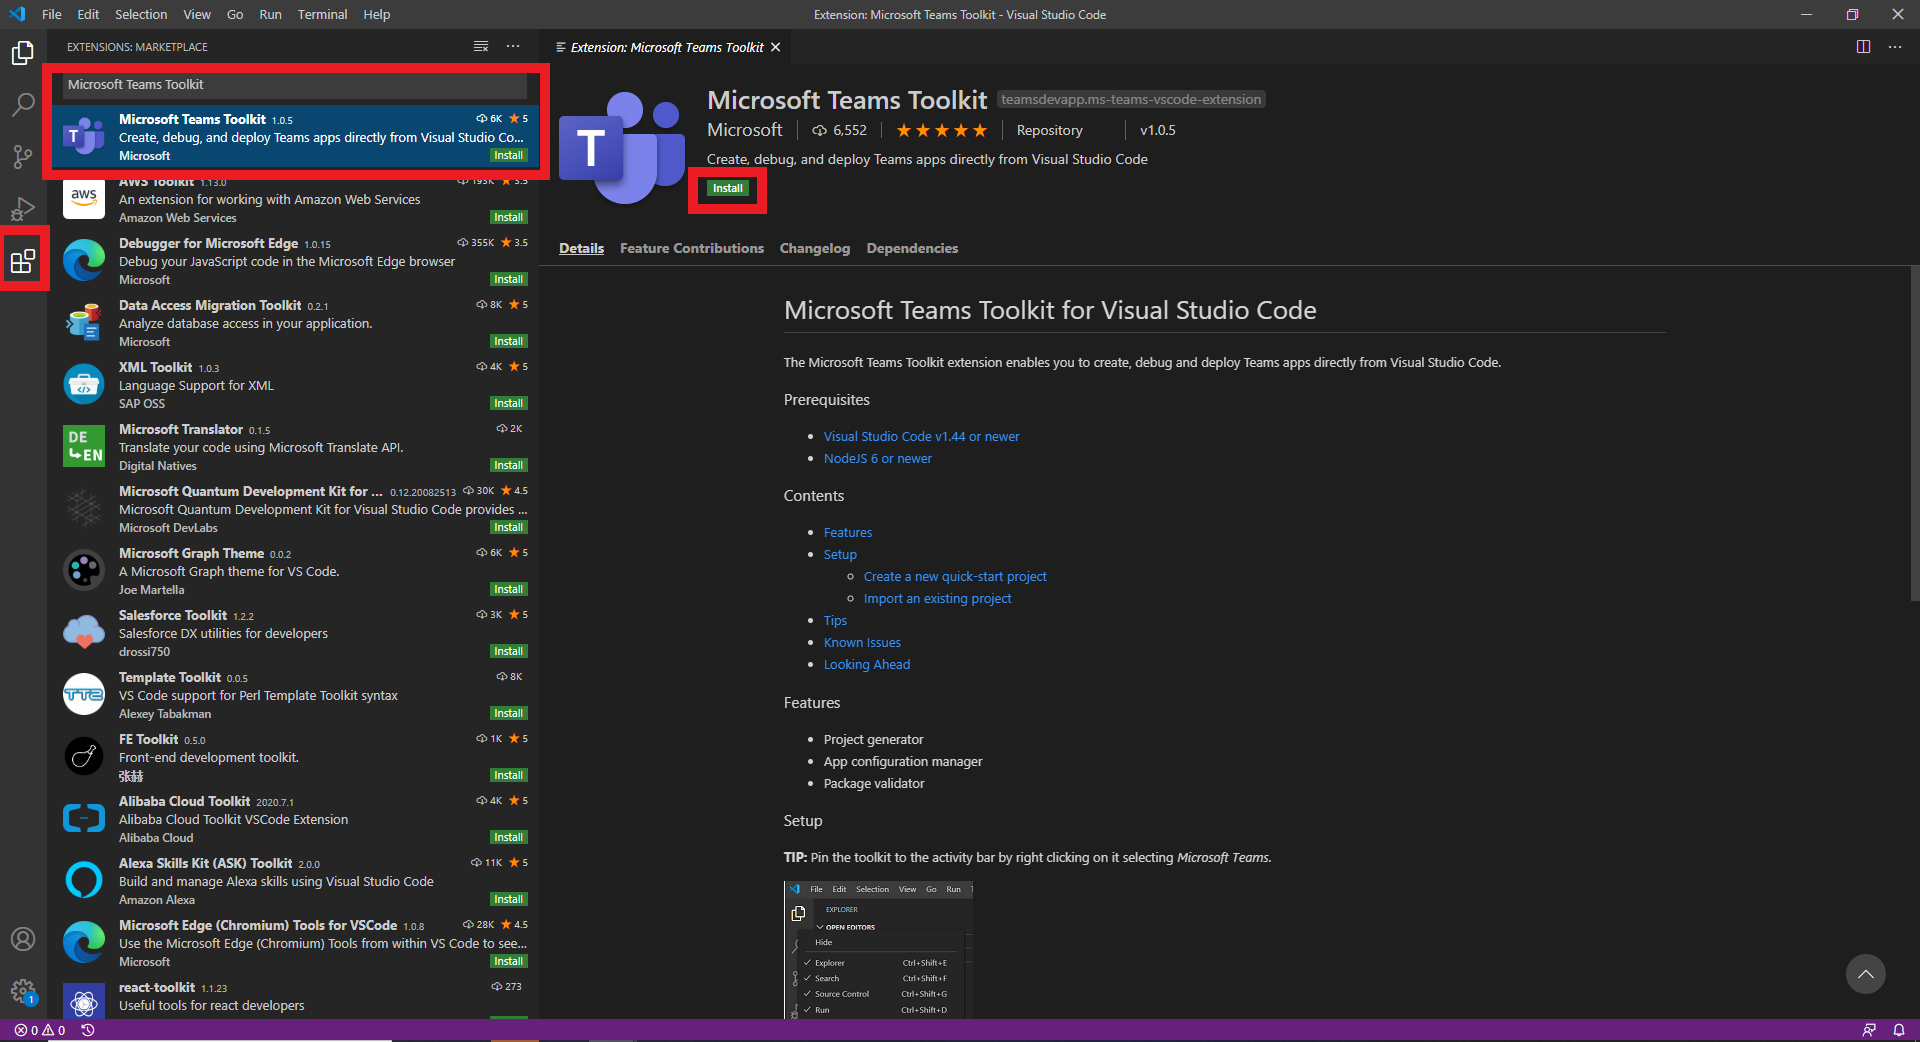 File Edit Selection View Go Run Terminal Help
Extension: Microsoft Teams Toolkit - Visual Studio Code
EXTENSIONS: MARKETPLACE
Microsoft Teams Toolkit
Microsoft Teams Toolkit 1.0.5 6K 5
Create, debug, and deploy Teams apps directly from Visual Studio Co...
Microsoft Install
aws
AWS Toolkit 1.13.0 193K 3.5
An extension for working with Amazon Web Services
Amazon Web Services Install
Debugger for Microsoft Edge 1.0.15 355K 3.5
Debug your JavaScript code in the Microsoft Edge browser
Microsoft Install
Data Access Migration Toolkit 0.2.1 8K 5
Analyze database access in your application.
Microsoft Install
XML Toolkit 1.0.3 4K 5
Language Support for XML
SAP OSS Install
DE
EN
Microsoft Translator 0.1.5 2K
Translate your code using Microsoft Translate API.
Digital Natives Install
Microsoft Quantum Development Kit for ... 0.12.20082513 30K 4.5
Microsoft Quantum Development Kit for Visual Studio Code provides ...
Microsoft DevLabs Install
Microsoft Graph Theme 0.0.2 6K 5
A Microsoft Graph theme for VS Code.
Joe Martella Install
Salesforce Toolkit 1.2.2 3K 5
Salesforce DX utilities for developers
drossi750 Install
TT2
Template Toolkit 0.0.5 8K
VS Code support for Perl Template Toolkit syntax
Alexey Tabakman Install
FE Toolkit 0.5.0 1K 5
Front-end development toolkit.
张赫 Install
Alibaba Cloud Toolkit 2020.7.1 4K 5
Alibaba Cloud Toolkit VSCode Extension
Alibaba Cloud Install
Alexa Skills Kit (ASK) Toolkit 2.0.0 11K 5
Build and manage Alexa skills using Visual Studio Code
Amazon Alexa Install
Microsoft Edge (Chromium) Tools for VSCode 1.0.8 28K 4.5
Use the Microsoft Edge (Chromium) Tools from within VS Code to see...
Microsoft Install
react-toolkit 1.1.23 273
Useful tools for react developers
1
0 0
Extension: Microsoft Teams Toolkit
T
Microsoft Teams Toolkit teamsdevapp.ms-teams-vscode-extension
Microsoft 6,552 Repository v1.0.5
Create, debug, and deploy Teams apps directly from Visual Studio Code
Install
Details Feature Contributions Changelog Dependencies
Microsoft Teams Toolkit for Visual Studio Code
The Microsoft Teams Toolkit extension enables you to create, debug and deploy Teams apps directly from Visual Studio Code.
Prerequisites
Visual Studio Code v1.44 or newer
NodeJS 6 or newer
Contents
Features
Setup
Create a new quick-start project
Import an existing project
Tips
Known Issues
Looking Ahead
Features
Project generator
App configuration manager
Package validator
Setup
TIP: Pin the toolkit to the activity bar by right clicking on it selecting Microsoft Teams.
File Edit Selection View Go Run
EXPLORER
OPEN EDITORS
Hide
Explorer Ctrl+Shift+E
Search Ctrl+Shift+F
Source Control Ctrl+Shift+G
Run Ctrl+Shift+D